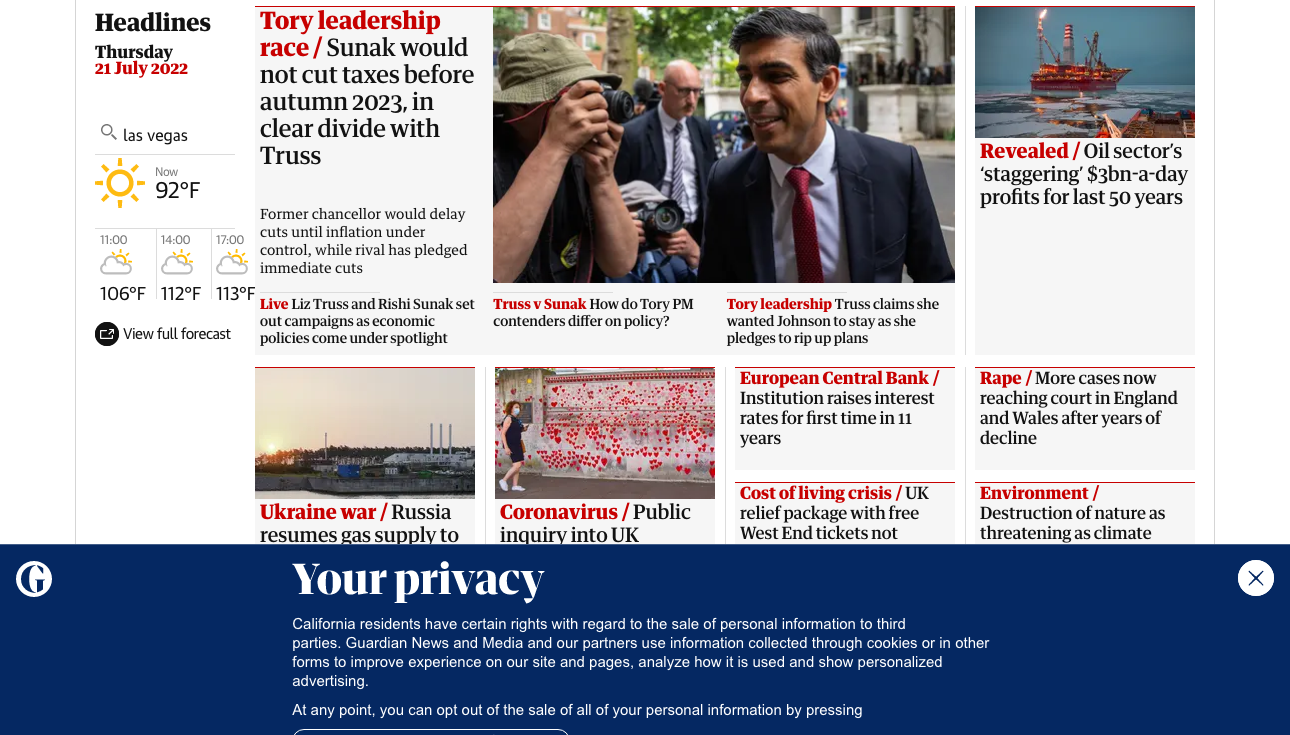 Headlines
Thursday
21 July 2022
las vegas
Now
92°F
11:00
14:00
17:00
106°F
112°F
113°F
View full forecast
Tory leadership
race / Sunak would
not cut taxes before
autumn 2023, in
clear divide with
Truss
Former chancellor would delay
cuts until inflation under
control, while rival has pledged
immediate cuts
Live Liz Truss and Rishi Sunak set
out campaigns as economic
policies come under spotlight
Truss v Sunak How do Tory PM
contenders differ on policy?
Tory leadership Truss claims she
wanted Johnson to stay as she
pledges to rip up plans
Revealed / Oil sector’s
‘staggering’ $3bn-a-day
profits for last 50 years
Ukraine war / Russia
resumes gas supply to
Coronavirus / Public
inquiry into UK
European Central Bank /
Institution raises interest
rates for first time in 11
years
Rape / More cases now
reaching court in England
and Wales after years of
decline
Cost of living crisis / UK
relief package with free
West End tickets not
Environment /
Destruction of nature as
threatening as climate
Your privacy
California residents have certain rights with regard to the sale of personal information to third
parties. Guardian News and Media and our partners use information collected through cookies or in other
forms to improve experience on our site and pages, analyze how it is used and show personalized
advertising.
At any point, you can opt out of the sale of all of your personal information by pressing